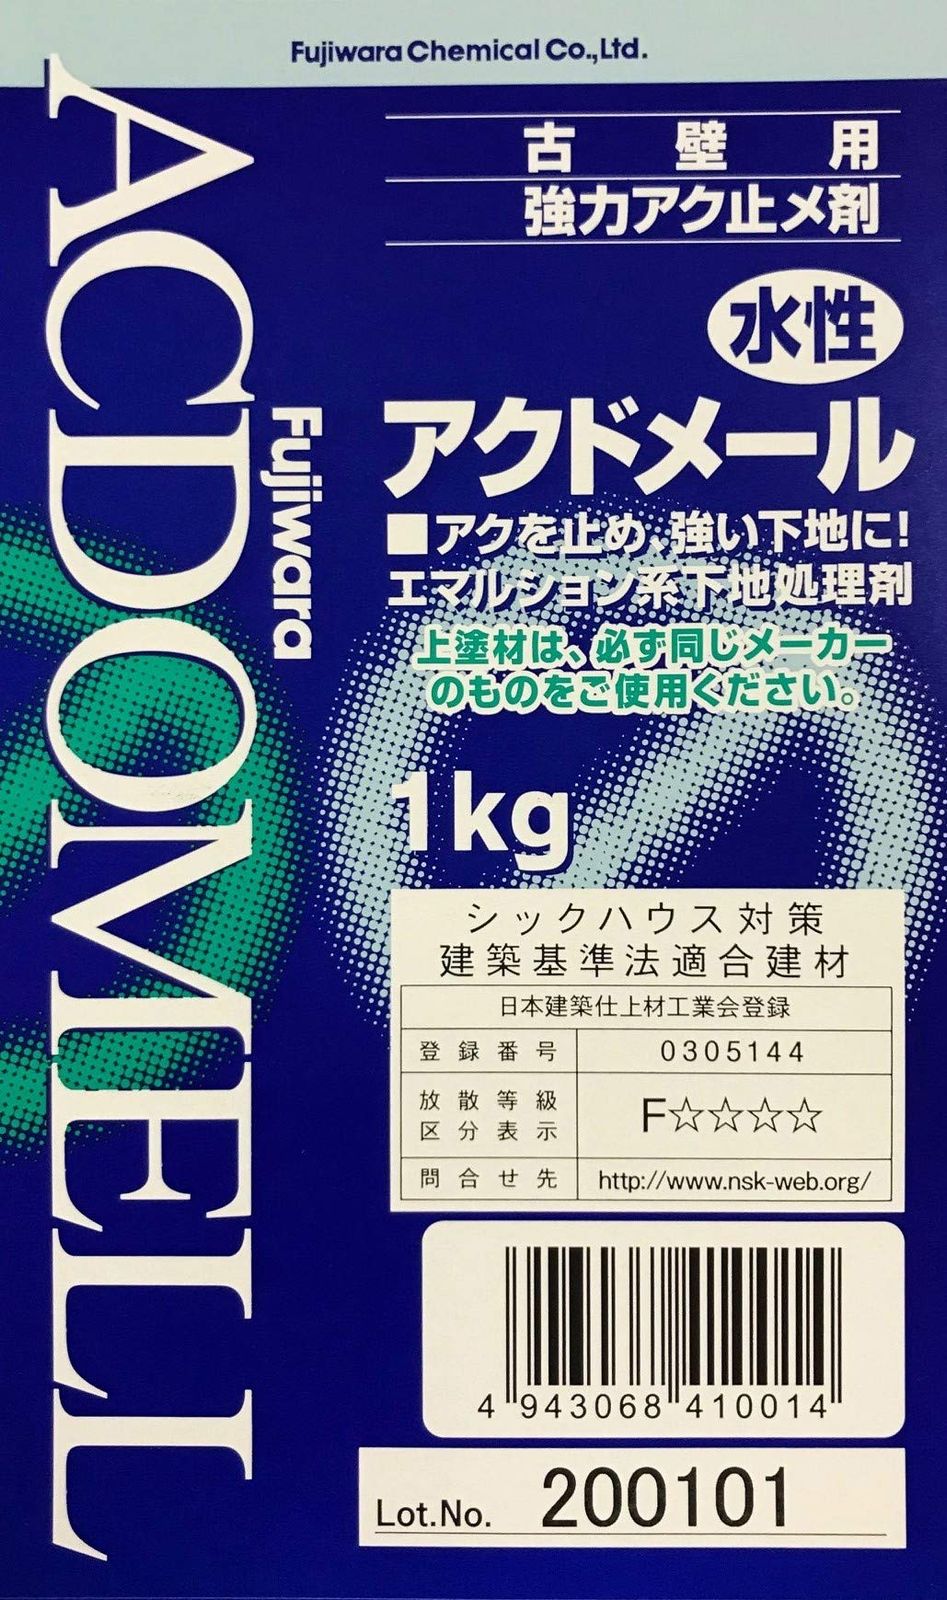 Fujiwara Chemical Co.,Ltd.
ACDOMELL
Fujiwara
古壁用
強力アク止メ剤
水性
アクドメール
■アクを止め、強い下地に!
エマルション系下地処理剤
上塗材は、必ず同じメーカー
のものをご使用ください。
1kg
シックハウス対策
建築基準法適合建材
日本建築仕上材工業会登録
登録番号 0305144
放散等級
区分表示 F☆☆☆☆
問合せ先 http://www.nsk-web.org/
4 943068 410014
Lot.No. 200101